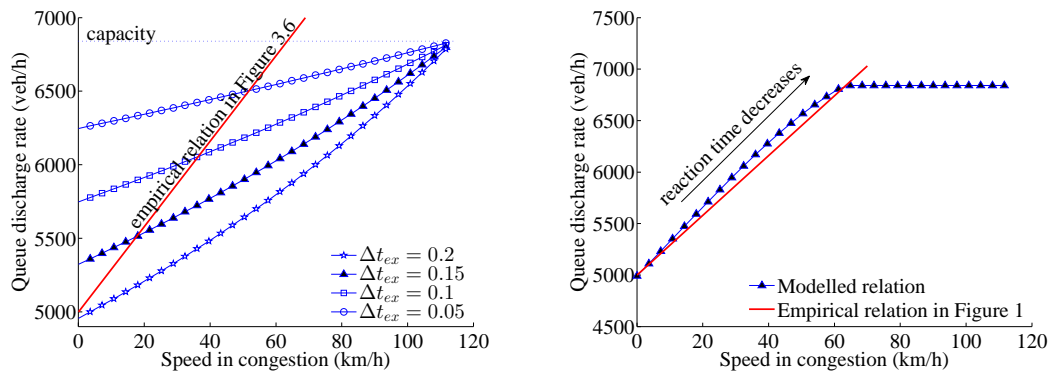 7000
6500
6000
5500
5000
Queue discharge rate (veh/h)
capacity
empirical relation in Figure 3.6
Δt_ex = 0.2
Δt_ex = 0.15
Δt_ex = 0.1
Δt_ex = 0.05
0 20 40 60 80 100 120
Speed in congestion (km/h)
7500
7000
6500
6000
5500
5000
4500
Queue discharge rate (veh/h)
reaction time decreases
Modelled relation
Empirical relation in Figure 1
0 20 40 60 80 100 120
Speed in congestion (km/h)